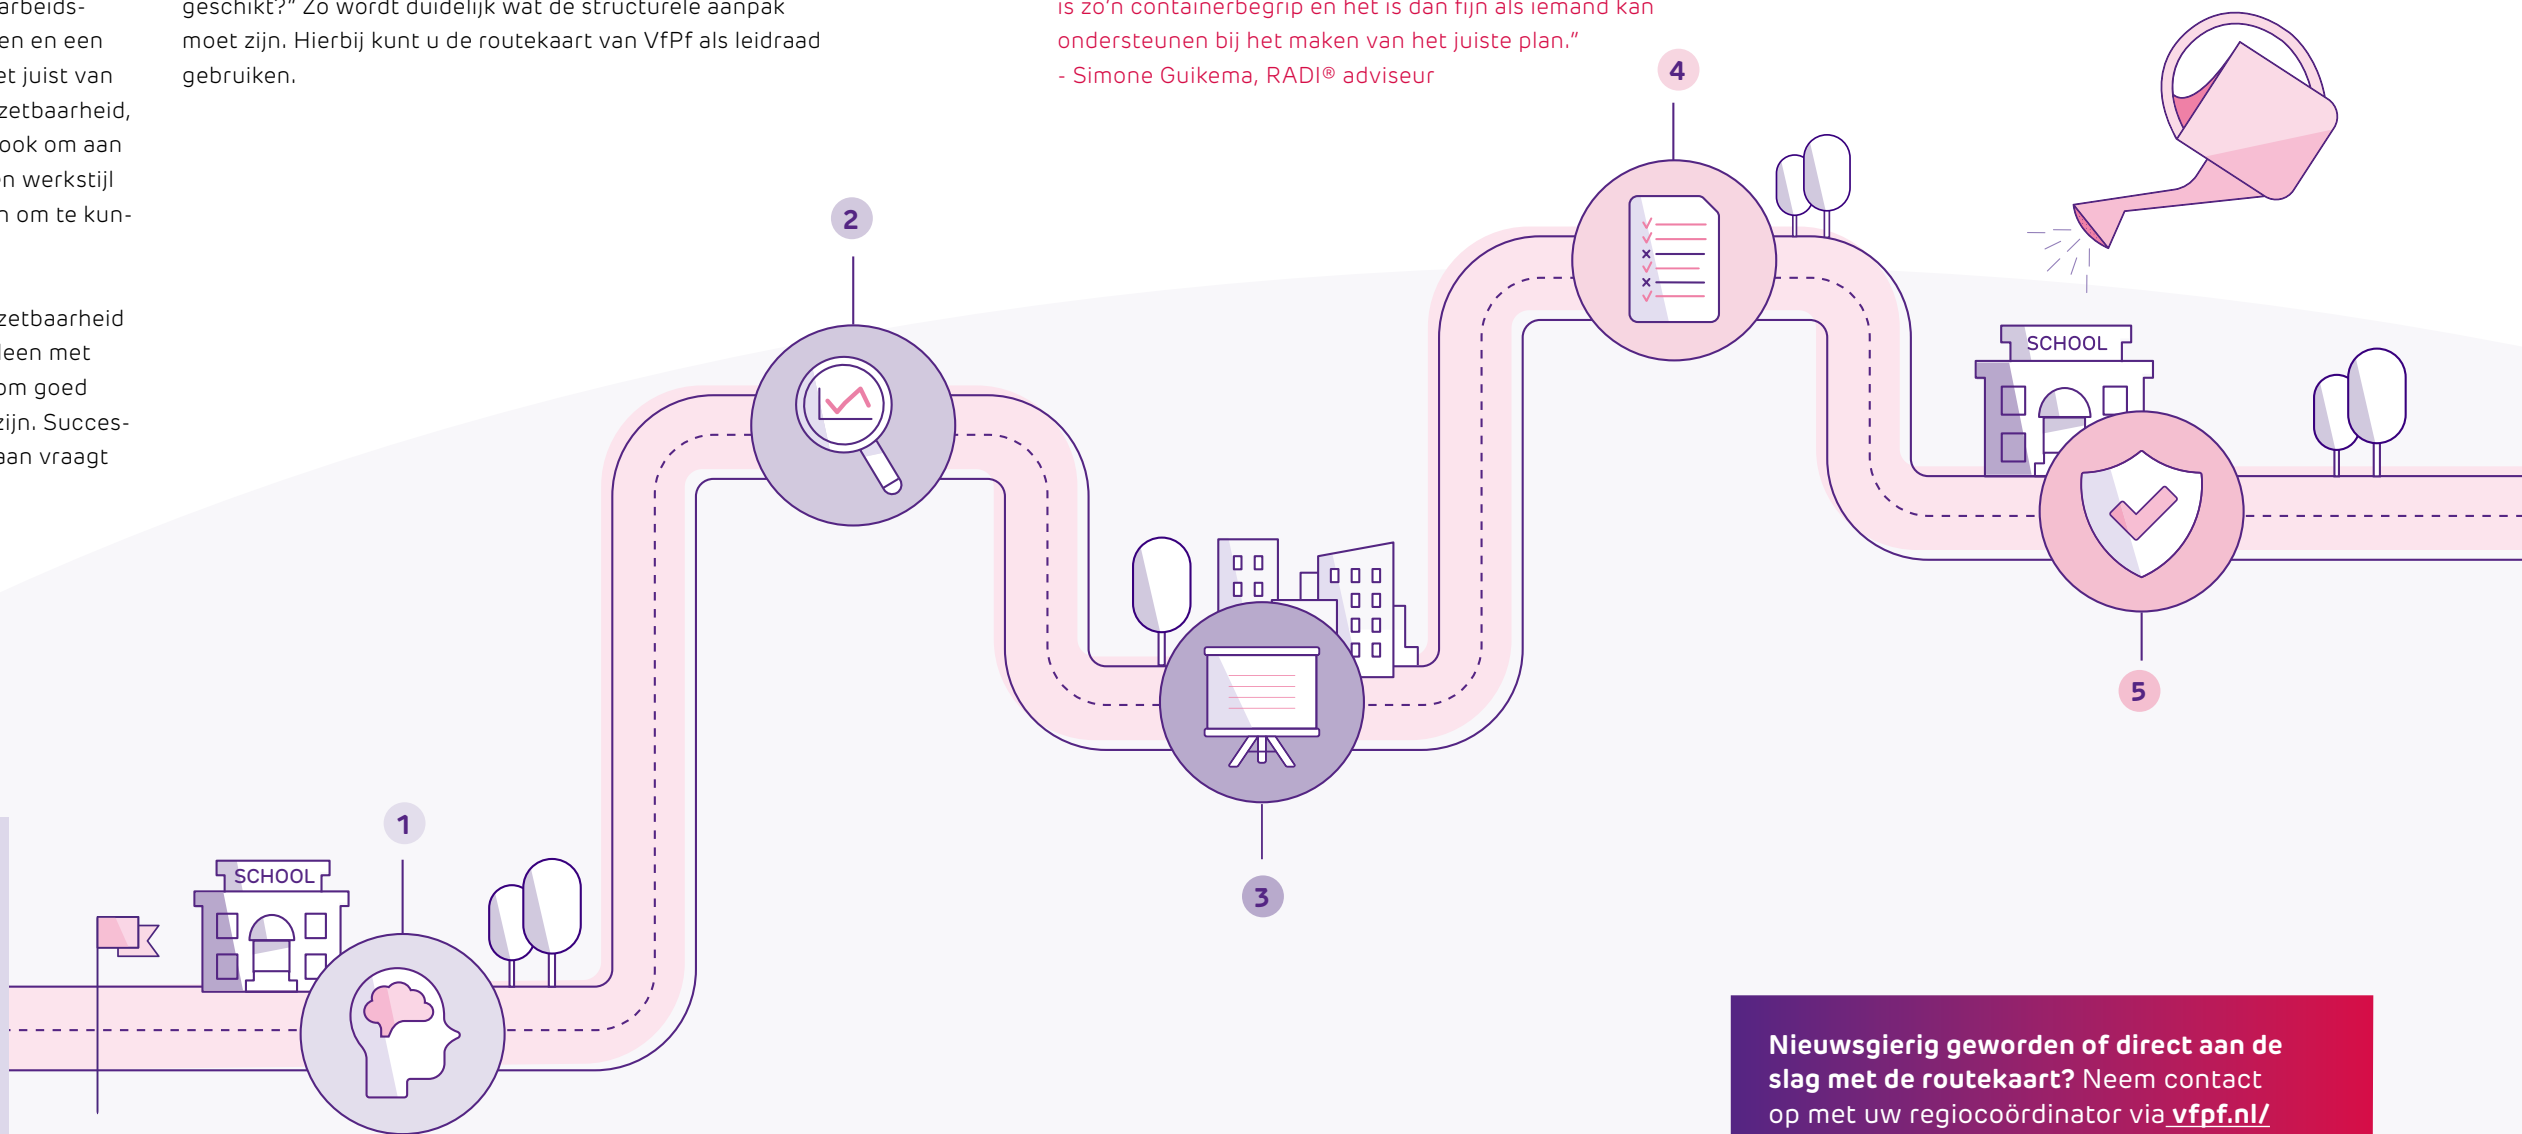 arbeids-
en en een
et juist van
zetbaarheid,
ook om aan
en werkstijl
n om te kun-
zetbaarheid
leen met
om goed
zijn. Succes-
aan vraagt
geschikt?” Zo wordt duidelijk wat de structurele aanpak
moet zijn. Hierbij kunt u de routekaart van VfPf als leidraad
gebruiken.
is zo’n containerbegrip en het is dan fijn als iemand kan
ondersteunen bij het maken van het juiste plan.”
- Simone Guikema, RADI® adviseur
4
2
SCHOOL
5
1
SCHOOL
3
Nieuwsgierig geworden of direct aan de
slag met de routekaart? Neem contact
op met uw regiocoördinator via vfpf.nl/